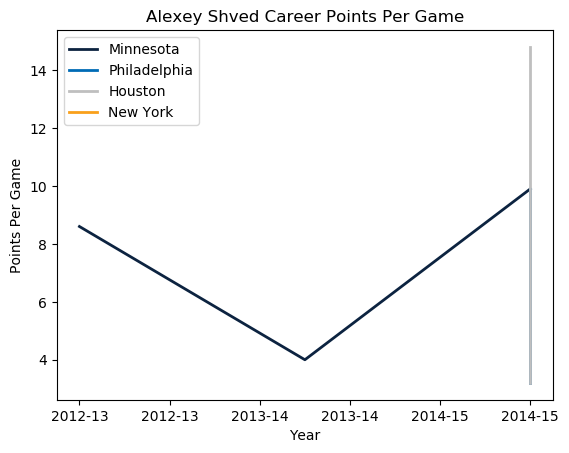 Alexey Shved Career Points Per Game
Minnesota
Philadelphia
Houston
New York
Points Per Game
14
12
10
8
6
4
2012-13 2012-13 2013-14 2013-14 2014-15 2014-15
Year